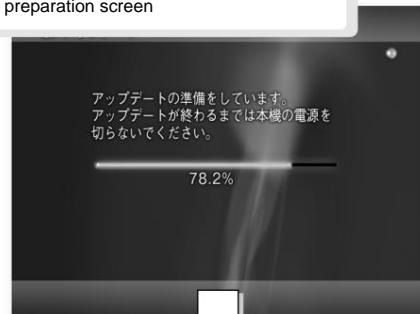 preparation screen
アップデートの準備をしています。
アップデートが終わるまでは本機の電源を
切らないでください。
78.2%